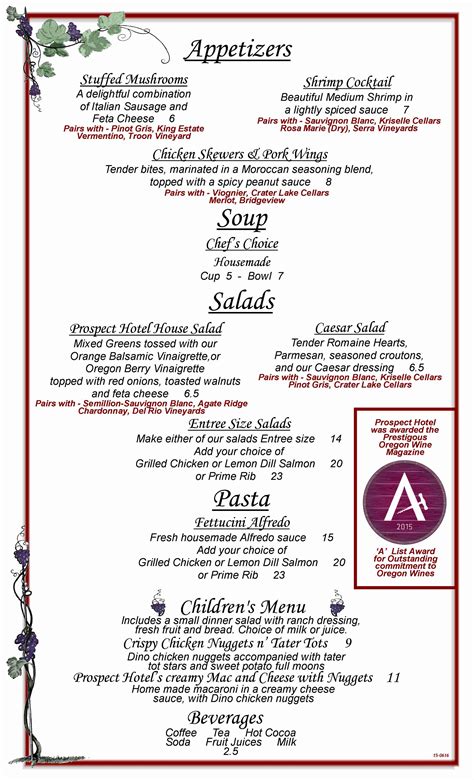 Appetizers
Stuffed Mushrooms
A delightful combination
of Italian Sausage and
Feta Cheese 6
Pairs with - Pinot Gris, King Estate
Vermentino, Troon Vineyard
Shrimp Cocktail
Beautiful Medium Shrimp in
a lightly spiced sauce 7
Pairs with - Sauvignon Blanc, Kriselle Cellars
Rosa Marie (Dry), Serra Vineyards
Chicken Skewers & Pork Wings
Tender bites, marinated in a Moroccan seasoning blend,
topped with a spicy peanut sauce 8
Pairs with - Viognier, Crater Lake Cellars
Merlot, Bridgeview
Soup
Chef's Choice
Housemade
Cup 5 - Bowl 7
Salads
Prospect Hotel House Salad
Mixed Greens tossed with our
Orange Balsamic Vinaigrette,or
Oregon Berry Vinaigrette
topped with red onions, toasted walnuts
and feta cheese 6.5
Pairs with - Semillion-Sauvignon Blanc, Agate Ridge
Chardonnay, Del Rio Vineyards
Caesar Salad
Tender Romaine Hearts,
Parmesan, seasoned croutons,
and our Caesar dressing 6.5
Pairs with - Sauvignon Blanc, Kriselle Cellars
Pinot Gris, Crater Lake Cellars
Entree Size Salads
Make either of our salads Entree size 14
Add your choice of
Grilled Chicken or Lemon Dill Salmon 20
or Prime Rib 23
Prospect Hotel
was awarded the
Prestigious
Oregon Wine
Magazine
A
2015
'A' List Award
for Outstanding
commitment to
Oregon Wines
Pasta
Fettucini Alfredo
Fresh housemade Alfredo sauce 15
Add your choice of
Grilled Chicken or Lemon Dill Salmon 20
or Prime Rib 23
Children's Menu
Includes a small dinner salad with ranch dressing,
fresh fruit and bread. Choice of milk or juice.
Crispy Chicken Nuggets n' Tater Tots 9
Dino chicken nuggets accompanied with tater
tot stars and sweet potato full moons
Prospect Hotel's creamy Mac and Cheese with Nuggets 11
Home made macaroni in a creamy cheese
sauce, with Dino chicken nuggets
Beverages
Coffee Tea Hot Cocoa
Soda Fruit Juices Milk
2.5